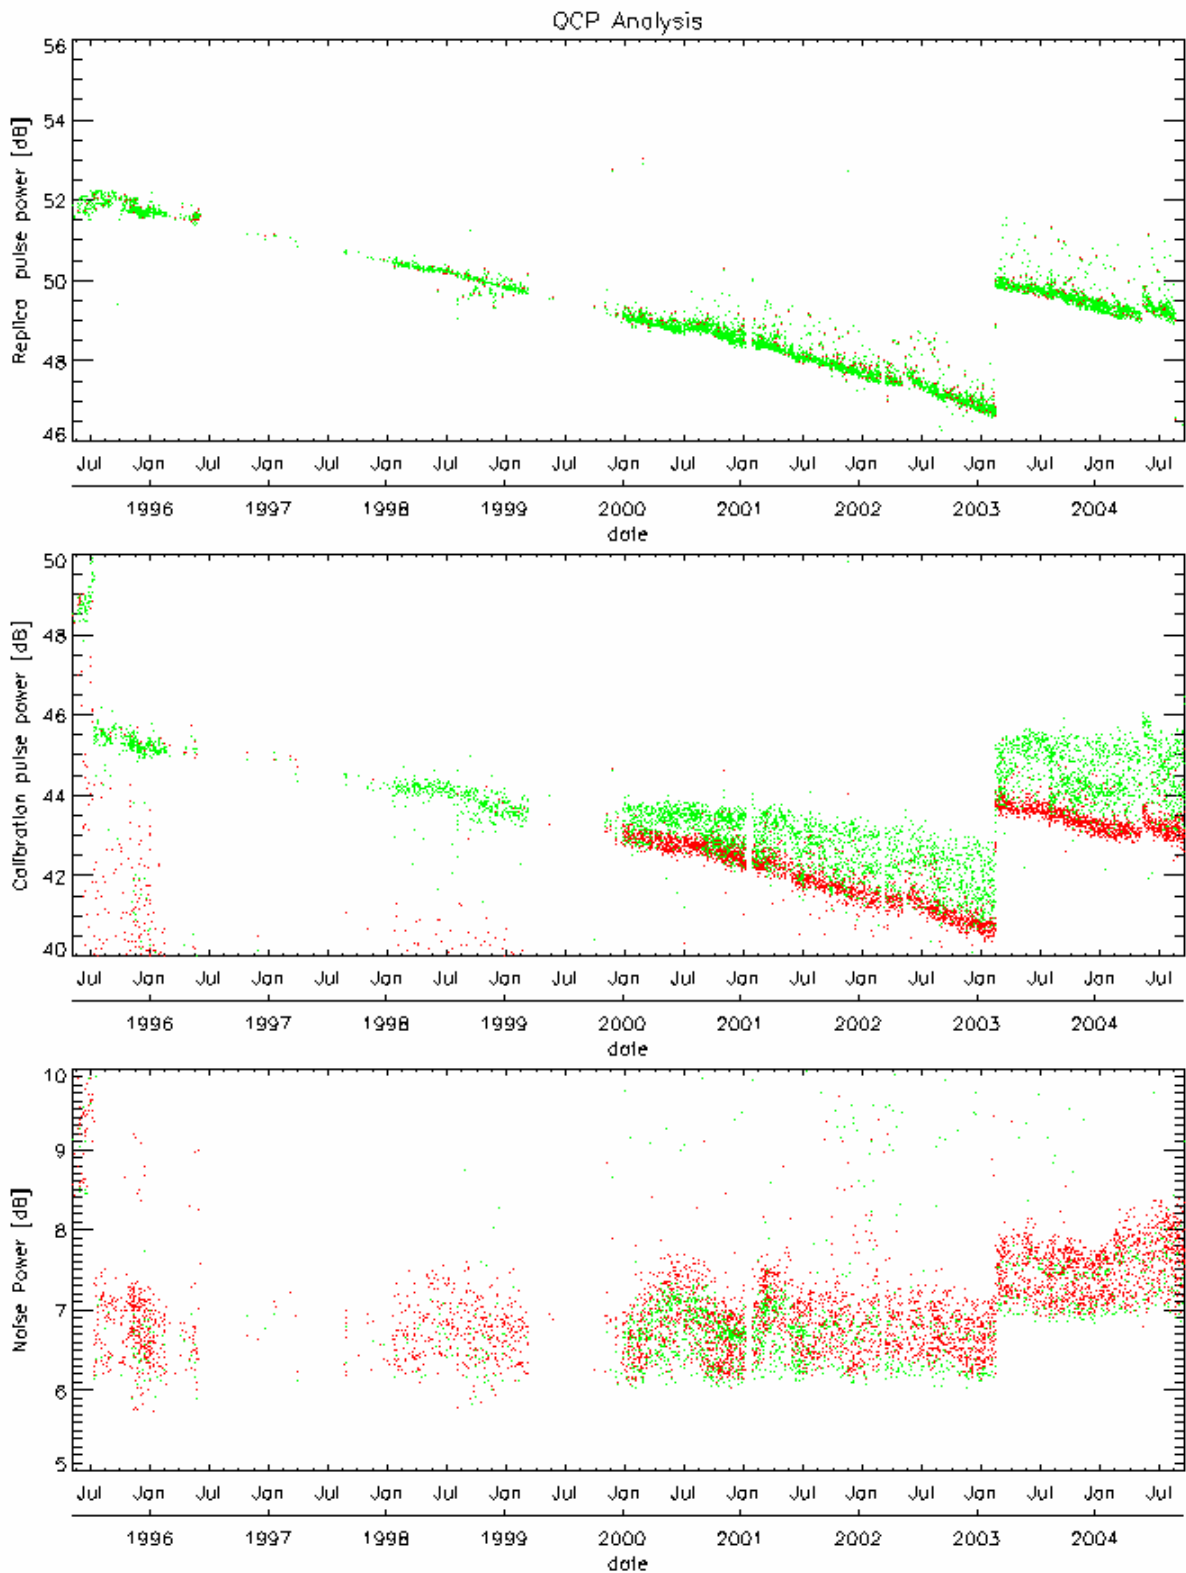 QCP Analysis
56
54
52
50
48
46
Replica pulse power [dB]
Jul Jan Jul Jan Jul Jan Jul Jan Jul Jan Jul Jan Jul Jan Jul Jan Jul Jan Jul
1996 1997 1998 1999 2000 2001 2002 2003 2004
date
50
48
46
44
42
40
Calibration pulse power [dB]
Jul Jan Jul Jan Jul Jan Jul Jan Jul Jan Jul Jan Jul Jan Jul Jan Jul Jan Jul
1996 1997 1998 1999 2000 2001 2002 2003 2004
date
10
9
8
7
6
5
Noise Power [dB]
Jul Jan Jul Jan Jul Jan Jul Jan Jul Jan Jul Jan Jul Jan Jul Jan Jul Jan Jul
1996 1997 1998 1999 2000 2001 2002 2003 2004
date